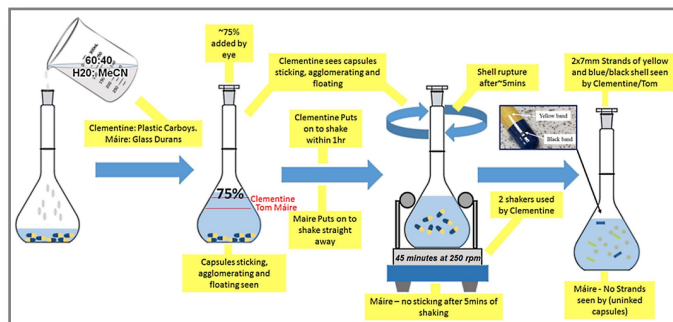 60:40
H20: MeCN
Clementine: Plastic Carboys.
Máire: Glass Durans
~75%
added by
eye
75%
Clementine
Tom Máire
Capsules sticking,
agglomerating and
floating seen
Clementine sees capsules
sticking, agglomerating and
floating
Clementine Puts
on to shake
within 1hr
Maire Puts on to
shake straight
away
Shell rupture
after~5mins
45 minutes at 250 rpm
Máire – no sticking after 5mins of
shaking
2 shakers used
by Clementine
2x7mm Strands of yellow
and blue/black shell seen
by Clementine/Tom
Yellow band
Black band
Máire - No Strands
seen by (uninked
capsules)